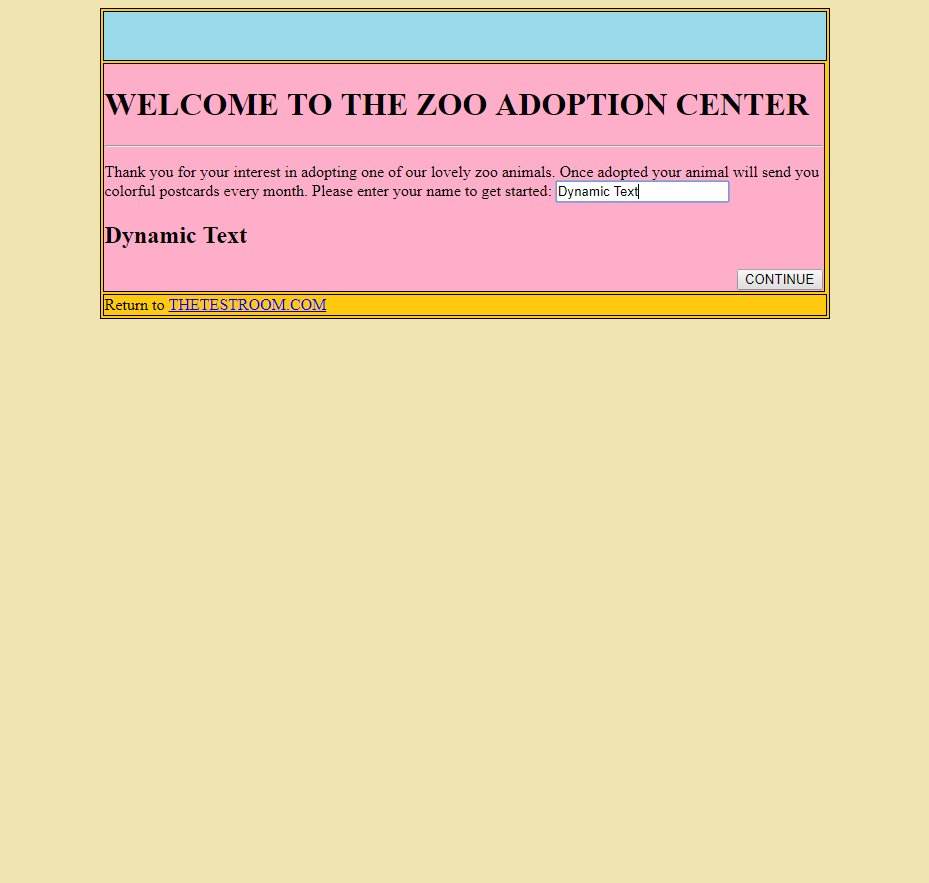 WELCOME TO THE ZOO ADOPTION CENTER
Thank you for your interest in adopting one of our lovely zoo animals. Once adopted your animal will send you
colorful postcards every month. Please enter your name to get started: Dynamic Text
Dynamic Text
CONTINUE
Return to THETESTROOM.COM